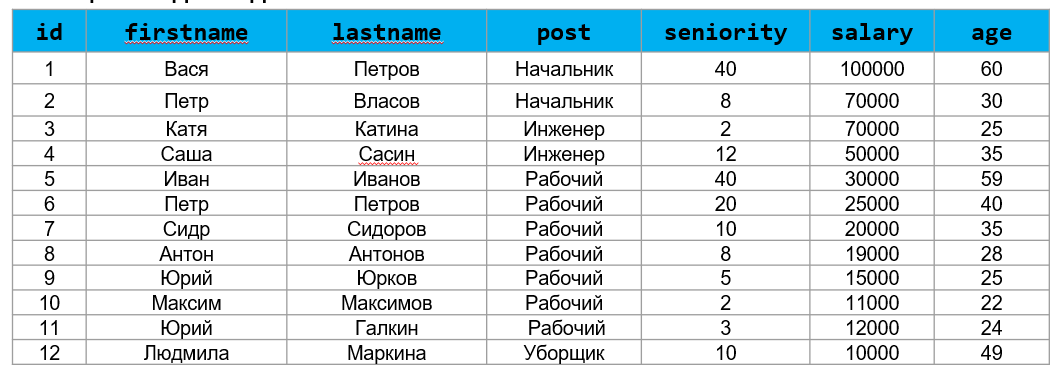 id firstname lastname post seniority salary age
1 Вася Петров Начальник 40 100000 60
2 Петр Власов Начальник 8 70000 30
3 Катя Катина Инженер 2 70000 25
4 Саша Сасин Инженер 12 50000 35
5 Иван Иванов Рабочий 40 30000 59
6 Петр Петров Рабочий 20 25000 40
7 Сидр Сидоров Рабочий 10 20000 35
8 Антон Антонов Рабочий 8 19000 28
9 Юрий Юрков Рабочий 5 15000 25
10 Максим Максимов Рабочий 2 11000 22
11 Юрий Галкин Рабочий 3 12000 24
12 Людмила Маркина Уборщик 10 10000 49